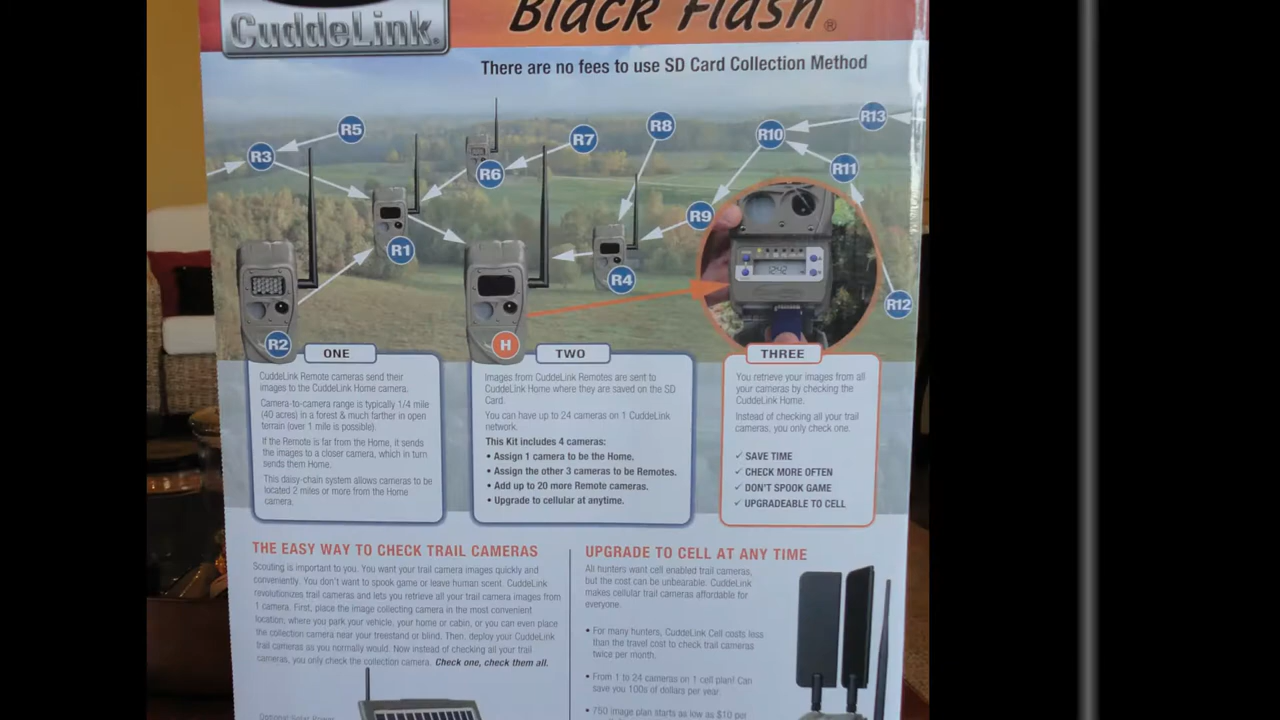 CuddeLink®
Black Flash®
There are no fees to use SD Card Collection Method
R5
R3
R1
R2
R6
R7
R8
R4
R9
R10
R13
R11
R12
H
12:42
ONE
CuddeLink Remote cameras send their
images to the CuddeLink Home camera.
Camera-to-camera range is typically 1/4 mile
(40 acres) in a forest & much farther in open
terrain (over 1 mile is possible).
If the Remote is far from the Home, it sends
the images to a closer camera, which in turn
sends them Home.
This daisy-chain system allows cameras to be
located 2 miles or more from the Home
camera.
TWO
Images from CuddeLink Remotes are sent to
CuddeLink Home where they are saved on the SD
Card.
You can have up to 24 cameras on 1 CuddeLink
network.
This Kit includes 4 cameras:
• Assign 1 camera to be the Home.
• Assign the other 3 cameras to be Remotes.
• Add up to 20 more Remote cameras.
• Upgrade to cellular at anytime.
THREE
You retrieve your images from all
your cameras by checking the
CuddeLink Home.
Instead of checking all your trail
cameras, you only check one.
✓ SAVE TIME
✓ CHECK MORE OFTEN
✓ DON'T SPOOK GAME
✓ UPGRADEABLE TO CELL
THE EASY WAY TO CHECK TRAIL CAMERAS
Scouting is important to you. You want your trail camera images quickly and
conveniently. You don't want to spook game or leave human scent. CuddeLink
revolutionizes trail cameras and lets you retrieve all your trail camera images from
1 camera. First, place the image collecting camera in the most convenient
location, where you park your vehicle, your home or cabin, or you can even place
the collection camera near your treestand or blind. Then, deploy your CuddeLink
trail cameras as you normally would. Now instead of checking all your trail
cameras, you only check the collection camera. Check one, check them all.
Optional Solar Power
UPGRADE TO CELL AT ANY TIME
All hunters want cell enabled trail cameras,
but the cost can be unbearable. CuddeLink
makes cellular trail cameras affordable for
everyone.
• For many hunters, CuddeLink Cell costs less
than the travel cost to check trail cameras
twice per month.
• From 1 to 24 cameras on 1 cell plan! Can
save you 100s of dollars per year.
• 750 image plan starts as low as $10 per